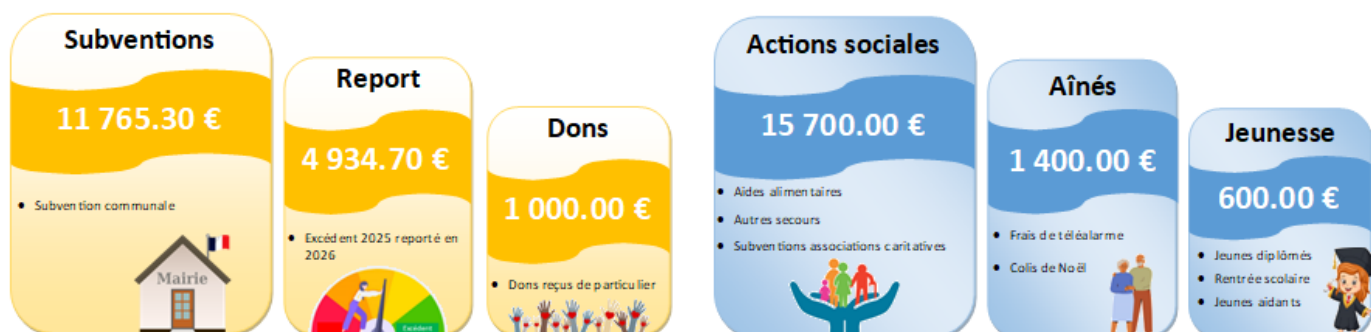 Subventions
11 765.30 €
• Subvention communale
Mairie
Report
4 934.70 €
• Excédent 2025 reporté en
2026
Excédent
Dons
1 000.00 €
• Dons reçus de particulier
Actions sociales
15 700.00 €
• Aides alimentaires
• Autres secours
• Subventions associations caritatives
Aînés
1 400.00 €
• Frais de téléalarme
• Colis de Noël
Jeunesse
600.00 €
• Jeunes diplômés
• Rentrée scolaire
• Jeunes aidants